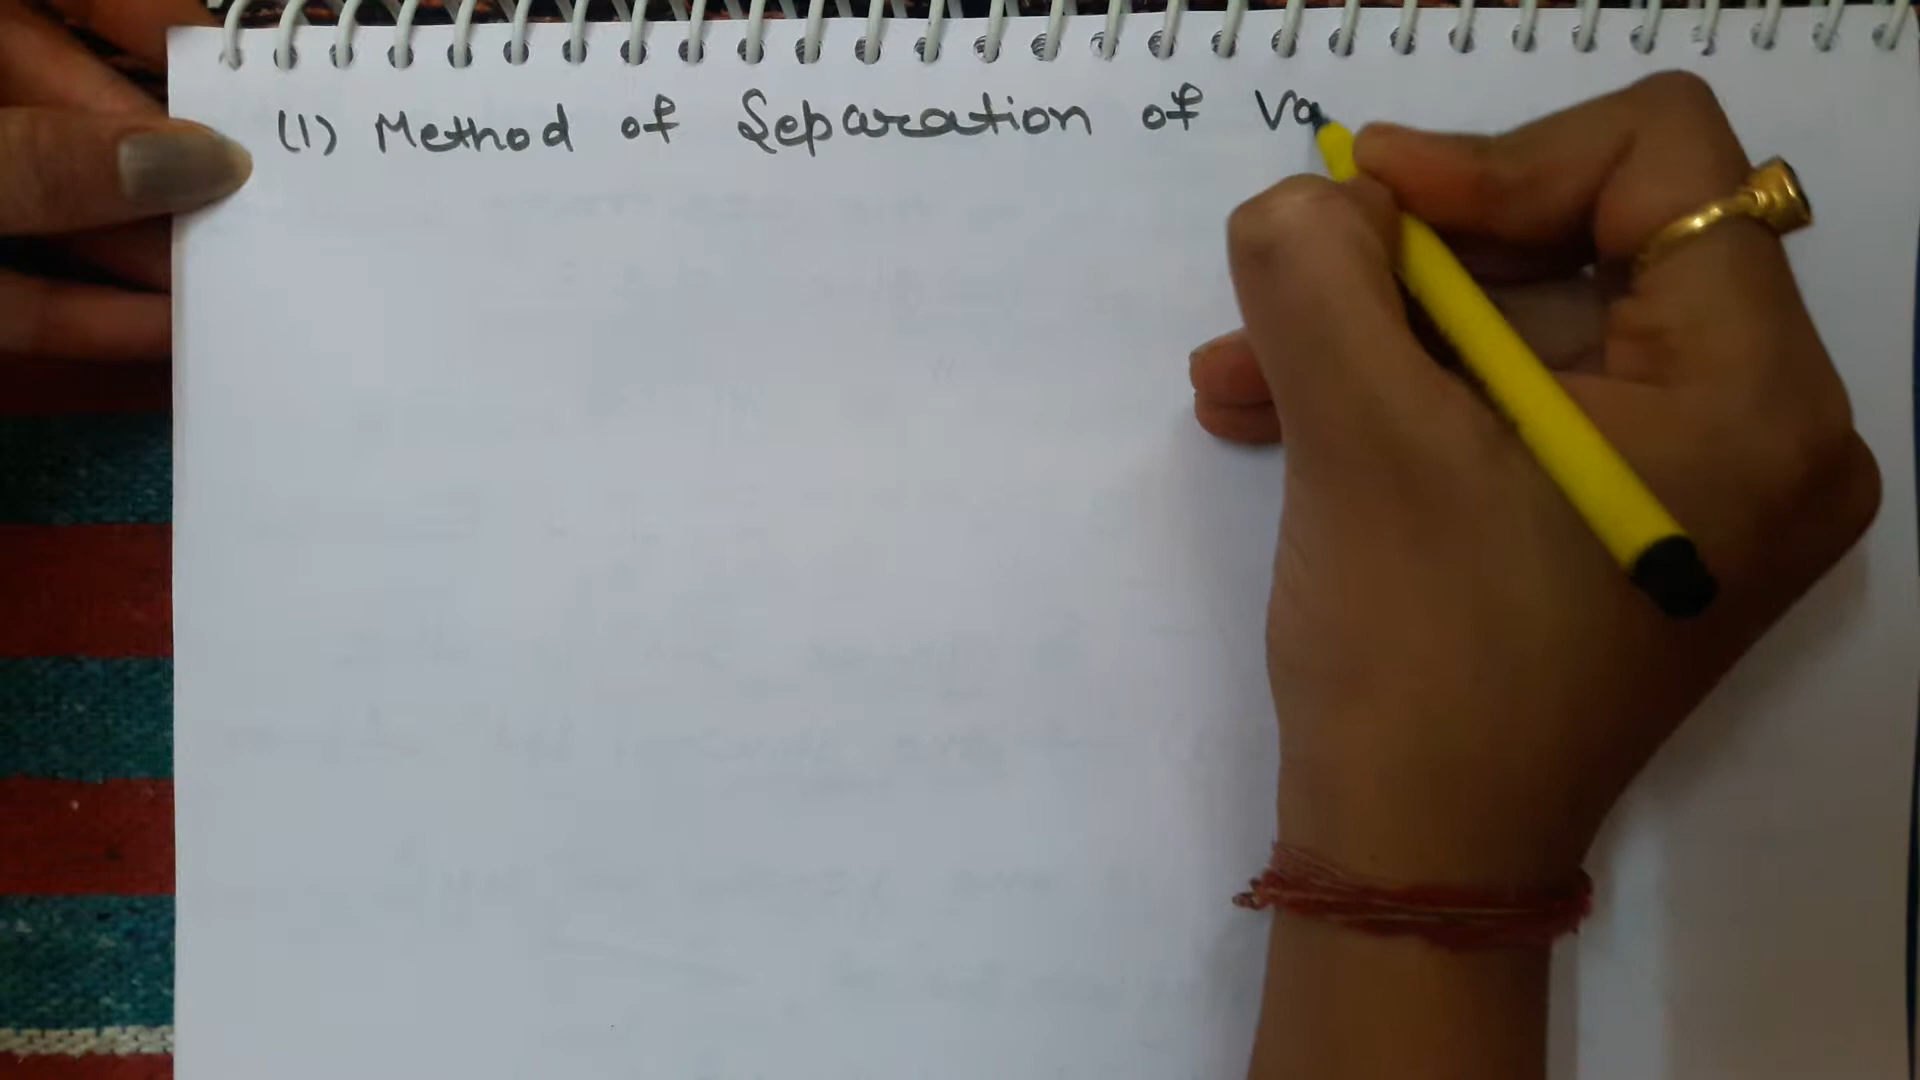 (1) Method of Separation of Va